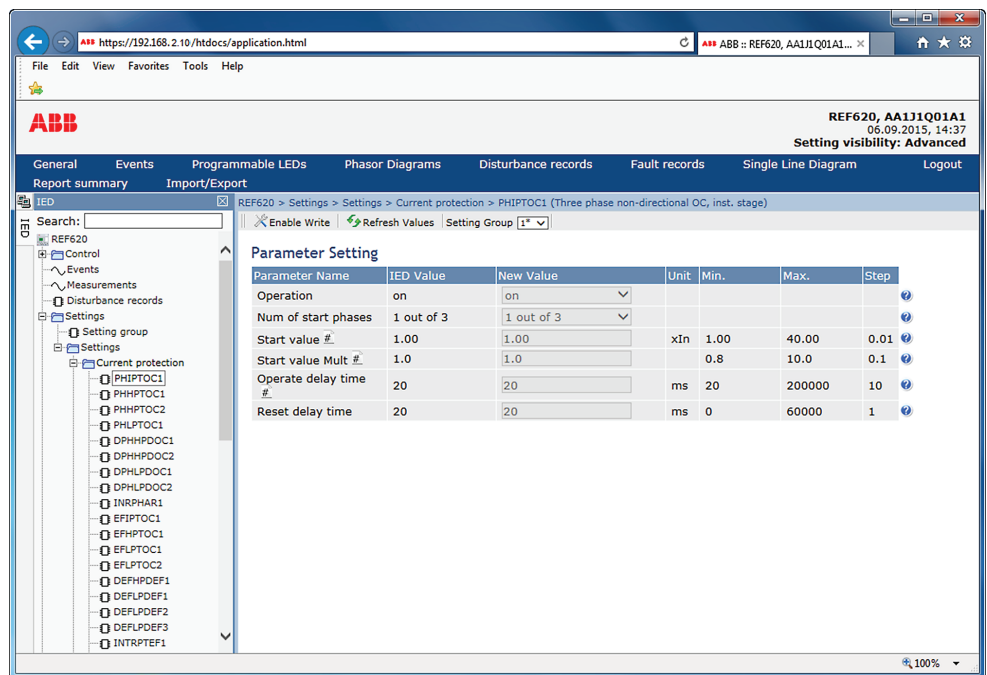 https://192.168.2.10/htdocs/application.html
ABB :: REF620, AA1J1Q01A1...
File Edit View Favorites Tools Help
ABB
REF620, AA1J1Q01A1
06.09.2015, 14:37
Setting visibility: Advanced
General Events Programmable LEDs Phasor Diagrams Disturbance records Fault records Single Line Diagram Logout
Report summary Import/Export
IED
REF620 > Settings > Settings > Current protection > PHIPTOC1 (Three phase non-directional OC, inst. stage)
IED
Search:
Enable Write Refresh Values Setting Group 1*
REF620
Control
Events
Measurements
Disturbance records
Settings
Setting group
Settings
Current protection
PHIPTOC1
PHHPTOC1
PHHPTOC2
PHLPTOC1
DPHHPDOC1
DPHHPDOC2
DPHLPDOC1
DPHLPDOC2
INRPHAR1
EFIPTOC1
EFHPTOC1
EFLPTOC1
EFLPTOC2
DEFHPDEF1
DEFLPDEF1
DEFLPDEF2
DEFLPDEF3
INTRPTEF1
Parameter Setting
Parameter Name IED Value New Value Unit Min. Max. Step
Operation on on
Num of start phases 1 out of 3 1 out of 3
Start value # 1.00 1.00 xIn 1.00 40.00 0.01
Start value Mult # 1.0 1.0 0.8 10.0 0.1
Operate delay time
# 20 20 ms 20 200000 10
Reset delay time 20 20 ms 0 60000 1
100%